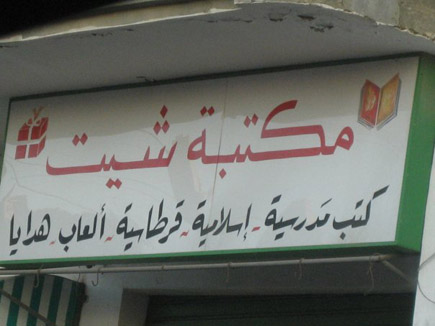 مكتبة شيت
كتب مدرسية - إسلامية - قرطاسية - ألعاب - هدايا